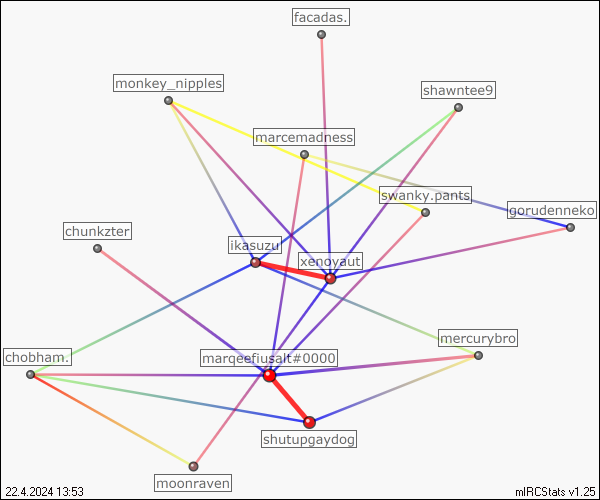 facadas.
monkey_nipples
shawntee9
marcemadness
swanky.pants
gorudenneko
chunkzter
ikasuzu!
xenoyaut
mercurybro
chobham.
marqeefiusalt#0000
shutupgaydog
moonraven
22.4.2024 13:53
mIRCStats v1.25